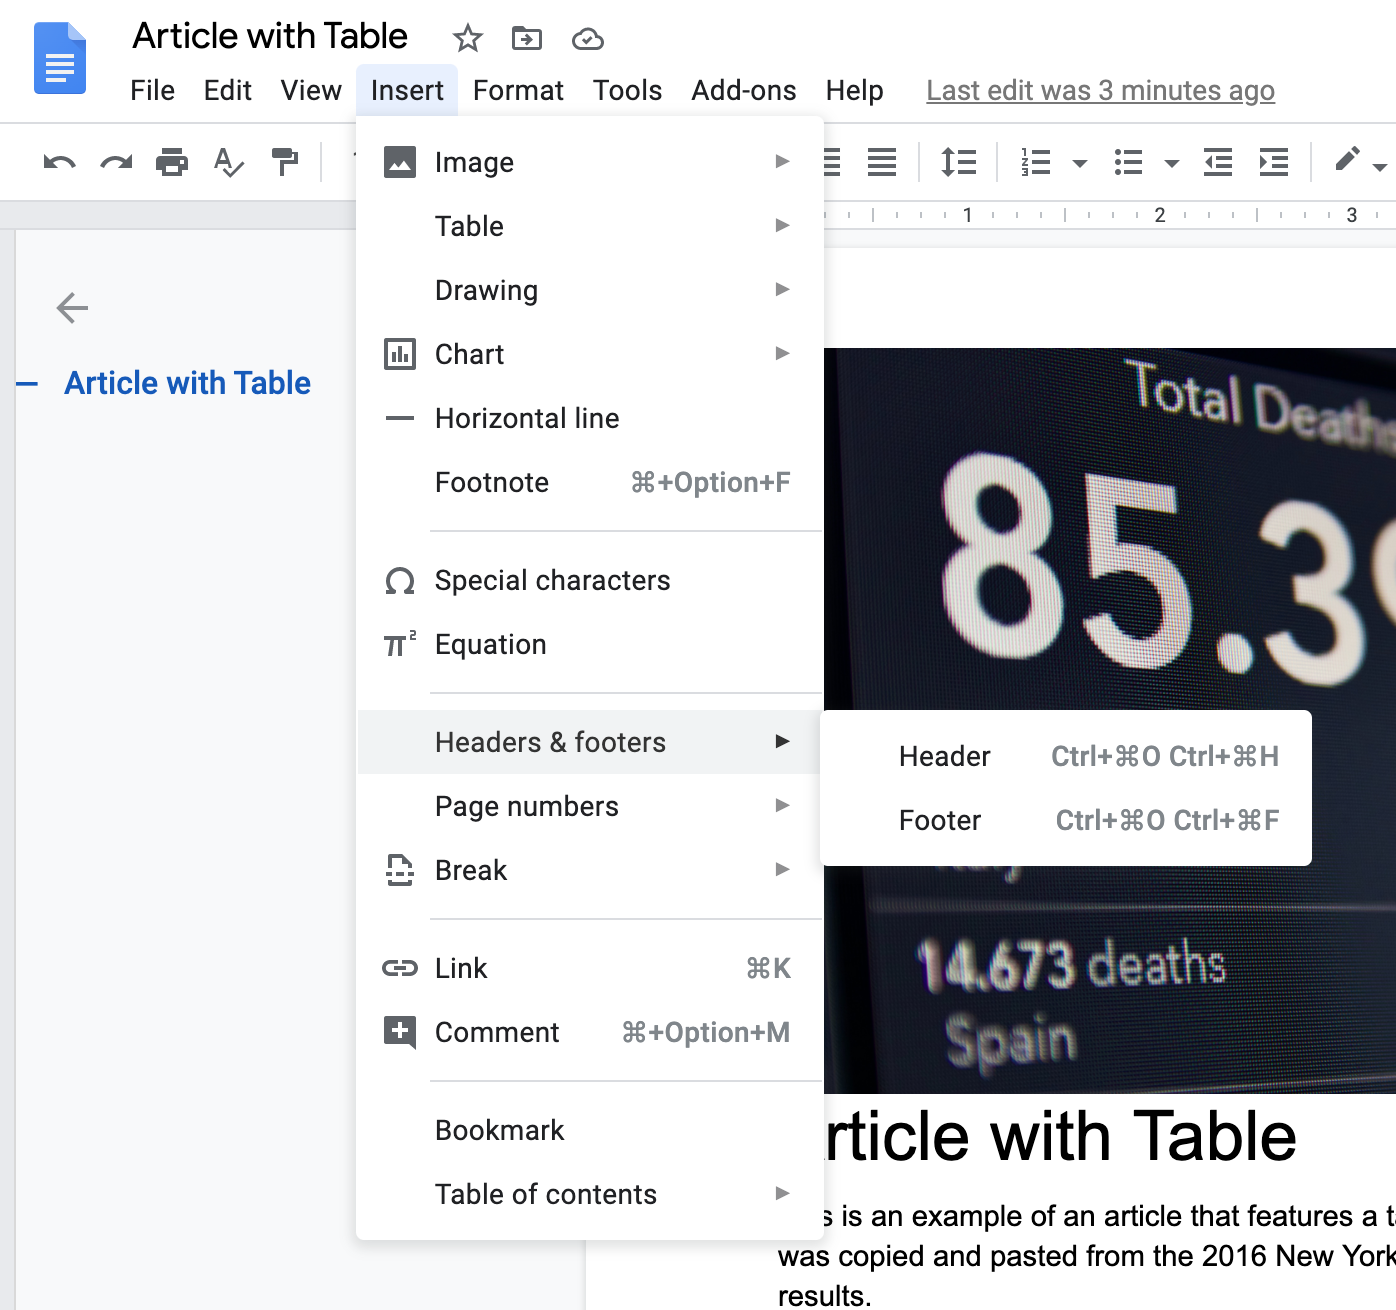 Article with Table
File Edit View Insert Format Tools Add-ons Help Last edit was 3 minutes ago
1 2 3
Article with Table
Image
Table
Drawing
Chart
Horizontal line
Footnote ⌘+Option+F
Special characters
π² Equation
Headers & footers
Page numbers
Break
Link ⌘K
Comment ⌘+Option+M
Bookmark
Table of contents
Header Ctrl+⌘O Ctrl+⌘H
Footer Ctrl+⌘O Ctrl+⌘F
Total Deaths
85.3
14.673 deaths
Spain
rticle with Table
s is an example of an article that features a t
was copied and pasted from the 2016 New York
results.